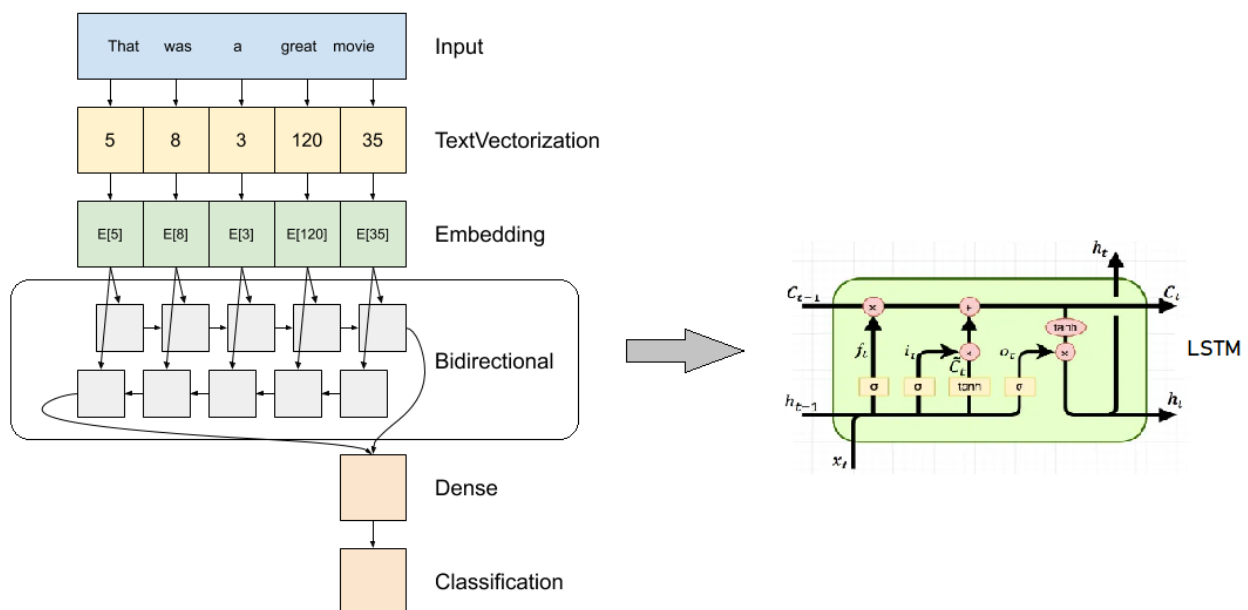 That was a great movie
Input
5 8 3 120 35
TextVectorization
E[5] E[8] E[3] E[120] E[35]
Embedding
Bidirectional
Dense
Classification
h_t
C_{t-1}
C_t
tanh
f_t
i_t
C̃_t
o_t
LSTM
σ σ tanh σ
h_{t-1}
h_t
x_t